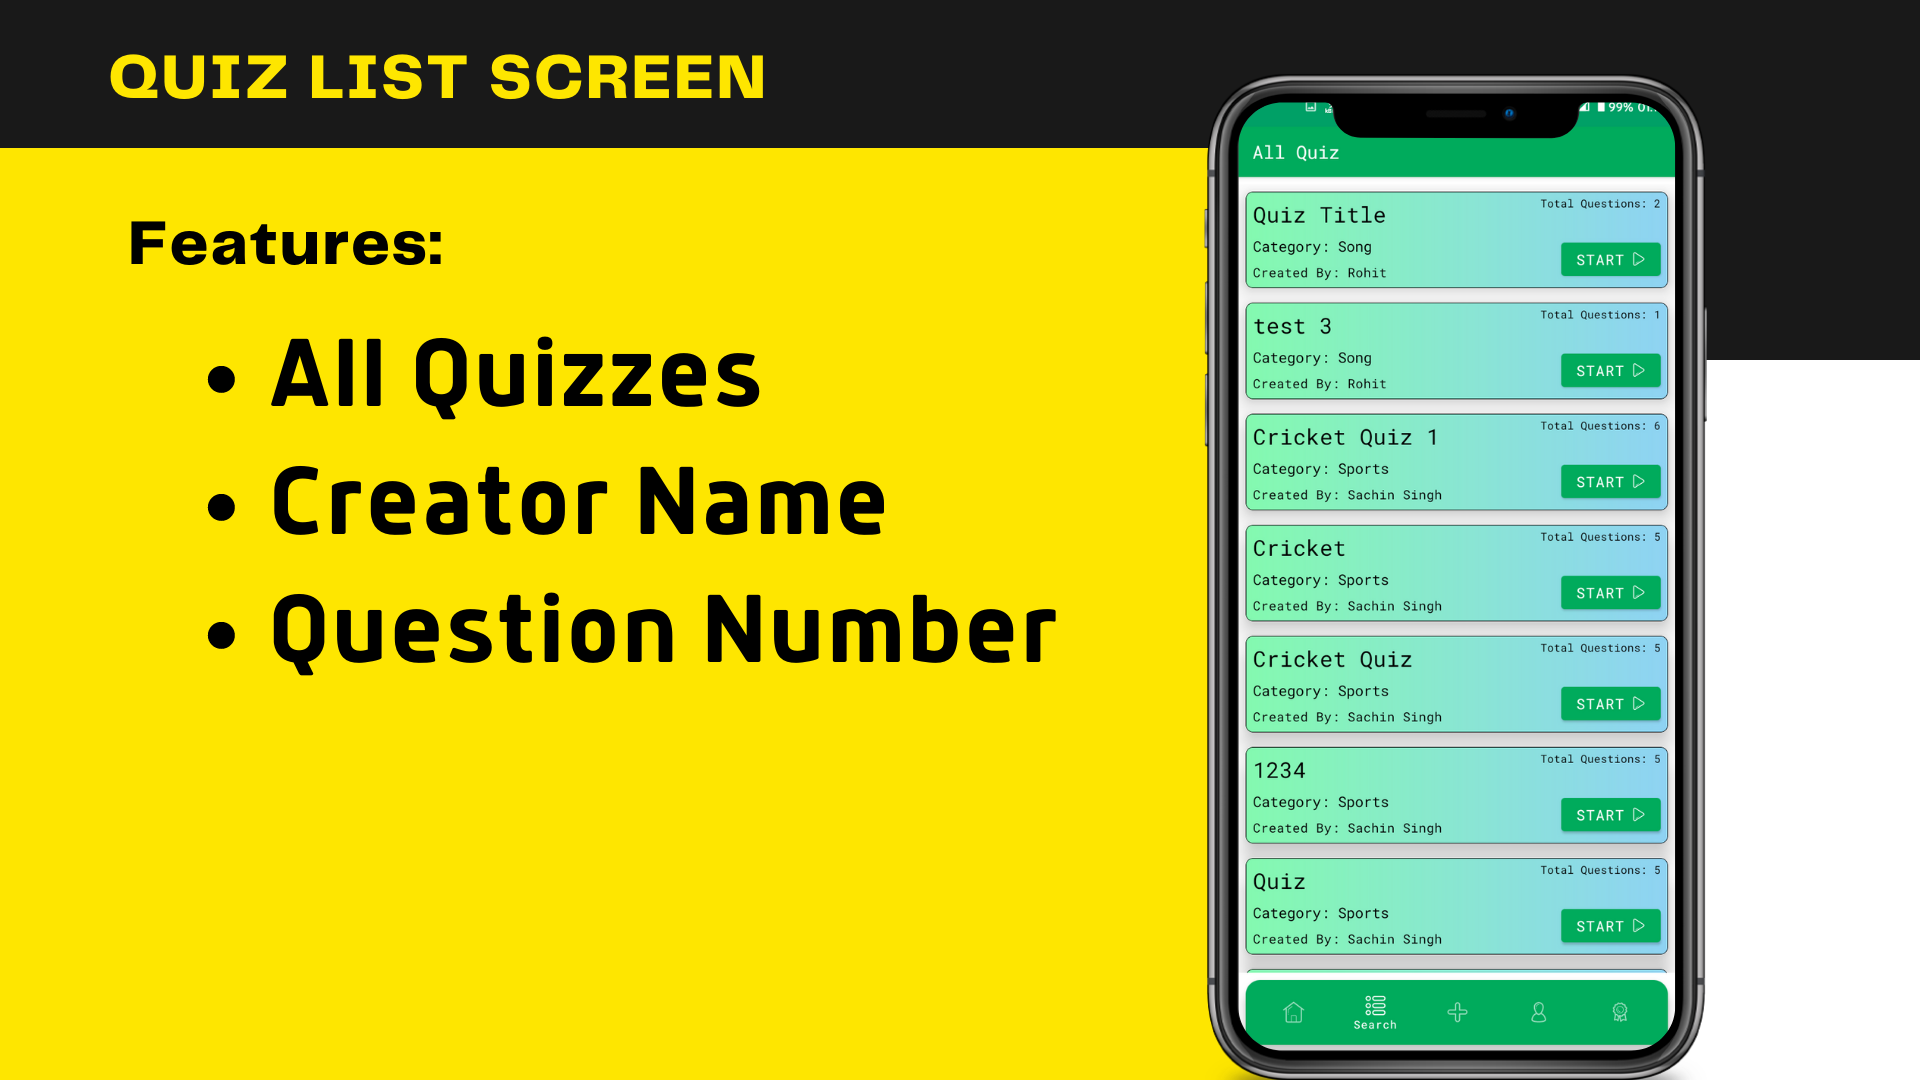 QUIZ LIST SCREEN
Features:
• All Quizzes
• Creator Name
• Question Number
99%
All Quiz
Quiz Title
Total Questions: 2
Category: Song
Created By: Rohit
START
test 3
Total Questions: 1
Category: Song
Created By: Rohit
START
Cricket Quiz 1
Total Questions: 6
Category: Sports
Created By: Sachin Singh
START
Cricket
Total Questions: 5
Category: Sports
Created By: Sachin Singh
START
Cricket Quiz
Total Questions: 5
Category: Sports
Created By: Sachin Singh
START
1234
Total Questions: 5
Category: Sports
Created By: Sachin Singh
START
Quiz
Total Questions: 5
Category: Sports
Created By: Sachin Singh
START
Search